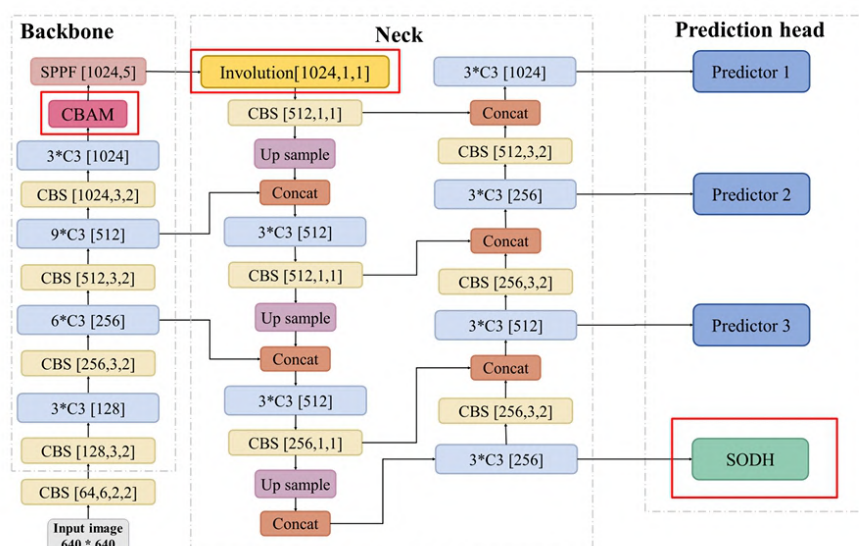 Backbone
SPPF [1024,5]
CBAM
3*C3 [1024]
CBS [1024,3,2]
9*C3 [512]
CBS [512,3,2]
6*C3 [256]
CBS [256,3,2]
3*C3 [128]
CBS [128,3,2]
CBS [64,6,2,2]
Input image
640 * 640
Neck
Involution[1024,1,1]
CBS [512,1,1]
Up sample
Concat
3*C3 [512]
CBS [512,1,1]
Up sample
Concat
3*C3 [512]
CBS [256,1,1]
Up sample
Concat
3*C3 [1024]
Concat
CBS [512,3,2]
3*C3 [256]
Concat
CBS [256,3,2]
3*C3 [512]
Concat
CBS [256,3,2]
3*C3 [256]
Prediction head
Predictor 1
Predictor 2
Predictor 3
SODH